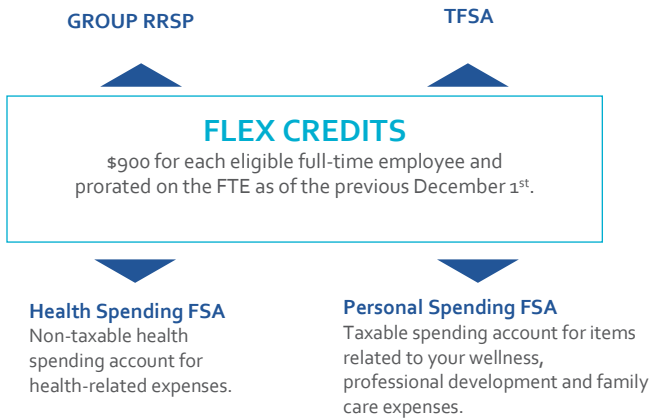 GROUP RRSP
TFSA
FLEX CREDITS
$900 for each eligible full-time employee and
prorated on the FTE as of the previous December 1st.
Health Spending FSA
Non-taxable health
spending account for
health-related expenses.
Personal Spending FSA
Taxable spending account for items
related to your wellness,
professional development and family
care expenses.